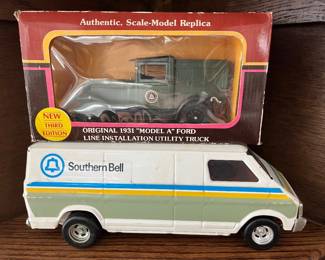 Authentic. Scale-Model Replica
NEW
THIRD
EDITION
ORIGINAL 1931 "MODEL A" FORD
LINE INSTALLATION UTILITY TRUCK
Southern Bell